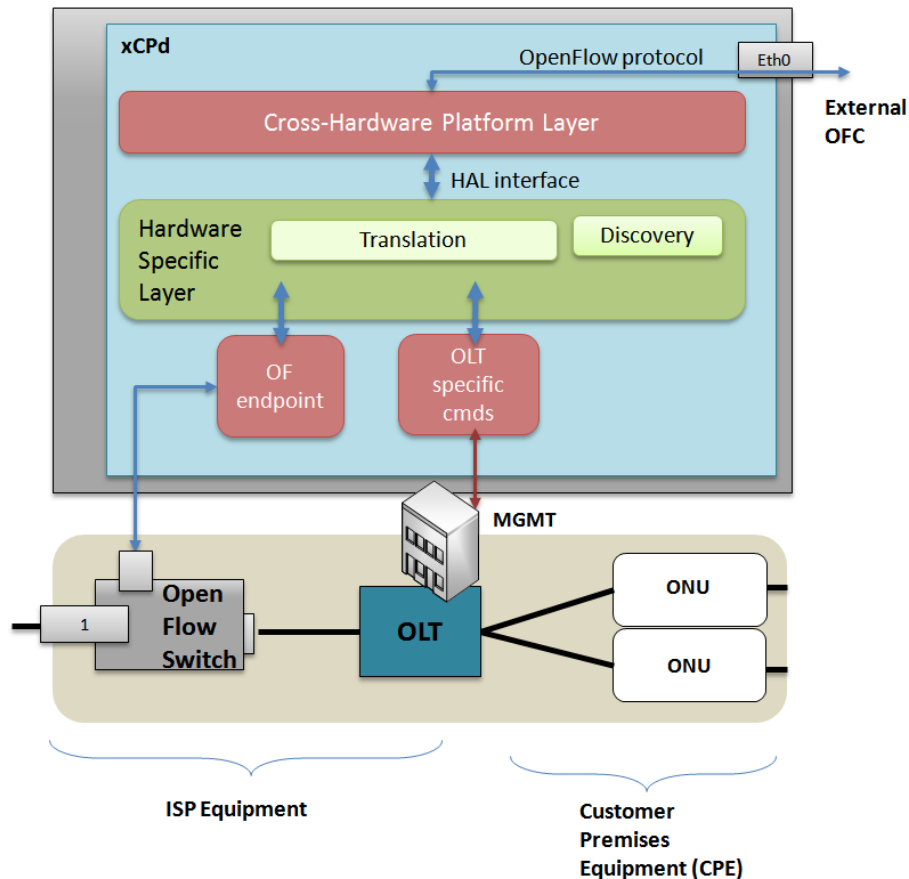 xCPd
OpenFlow protocol
Eth0
External
OFC
Cross-Hardware Platform Layer
HAL interface
Hardware
Specific
Layer
Translation
Discovery
OF
endpoint
OLT
specific
cmds
MGMT
Open
Flow
Switch
1
OLT
ONU
ONU
ISP Equipment
Customer
Premises
Equipment (CPE)